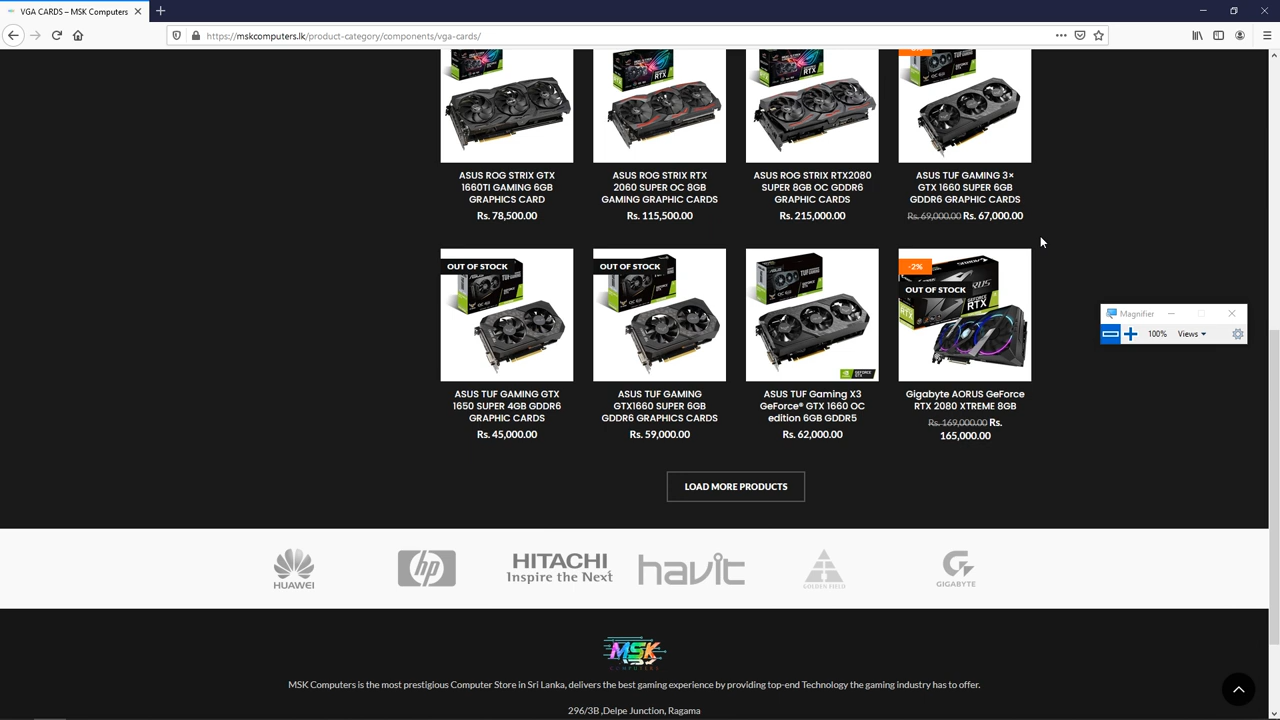 VGA CARDS – MSK Computers
https://mskcomputers.lk/product-category/components/vga-cards/
ASUS ROG STRIX GTX
1660TI GAMING 6GB
GRAPHICS CARD
Rs. 78,500.00
ASUS ROG STRIX RTX
2060 SUPER OC 8GB
GAMING GRAPHIC CARDS
Rs. 115,500.00
ASUS ROG STRIX RTX2080
SUPER 8GB OC GDDR6
GRAPHIC CARDS
Rs. 215,000.00
ASUS TUF GAMING 3×
GTX 1660 SUPER 6GB
GDDR6 GRAPHIC CARDS
Rs. 69,000.00 Rs. 67,000.00
Magnifier
100% Views
OUT OF STOCK
ASUS TUF GAMING GTX
1650 SUPER 4GB GDDR6
GRAPHIC CARDS
Rs. 45,000.00
OUT OF STOCK
ASUS TUF GAMING
GTX1660 SUPER 6GB
GDDR6 GRAPHICS CARDS
Rs. 59,000.00
ASUS TUF Gaming X3
GeForce® GTX 1660 OC
edition 6GB GDDR5
Rs. 62,000.00
-2%
OUT OF STOCK
Gigabyte AORUS GeForce
RTX 2080 XTREME 8GB
Rs. 169,000.00 Rs.
165,000.00
LOAD MORE PRODUCTS
HUAWEI
hp
HITACHI
Inspire the Next
havit
GOLDEN FIELD
GIGABYTE
MSK
COMPUTERS
MSK Computers is the most prestigious Computer Store in Sri Lanka, delivers the best gaming experience by providing top-end Technology the gaming industry has to offer.
296/3B ,Delpe Junction, Ragama